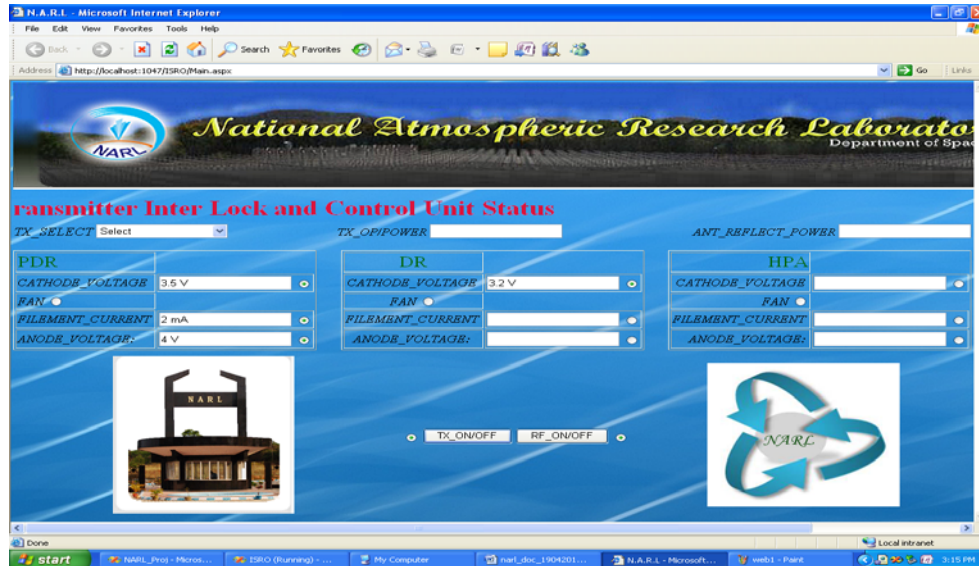 N.A.R.L - Microsoft Internet Explorer
File Edit View Favorites Tools Help
Back Search Favorites
Address http://localhost:1047/ISRO/Main.aspx Go Links
National Atmospheric Research Laborato
Department of Spac
NARL
ransmitter Inter Lock and Control Unit Status
TX_SELECT Select TX_OP/POWER ANT_REFLECT_POWER
PDR DR HPA
CATHODE_VOLTAGE 3.5 V CATHODE_VOLTAGE 3.2 V CATHODE_VOLTAGE
FAN FAN FAN
FILEMENT_CURRENT 2 mA FILEMENT_CURRENT FILEMENT_CURRENT
ANODE_VOLTAGE: 4 V ANODE_VOLTAGE: ANODE_VOLTAGE:
NARL
TX_ON/OFF RF_ON/OFF
NARL
Done Local intranet
start NARL_Proj - Micros... ISRO (Running) - ... My Computer narl_doc_1904201... N.A.R.L - Microsoft... web1 - Paint 3:15 PM